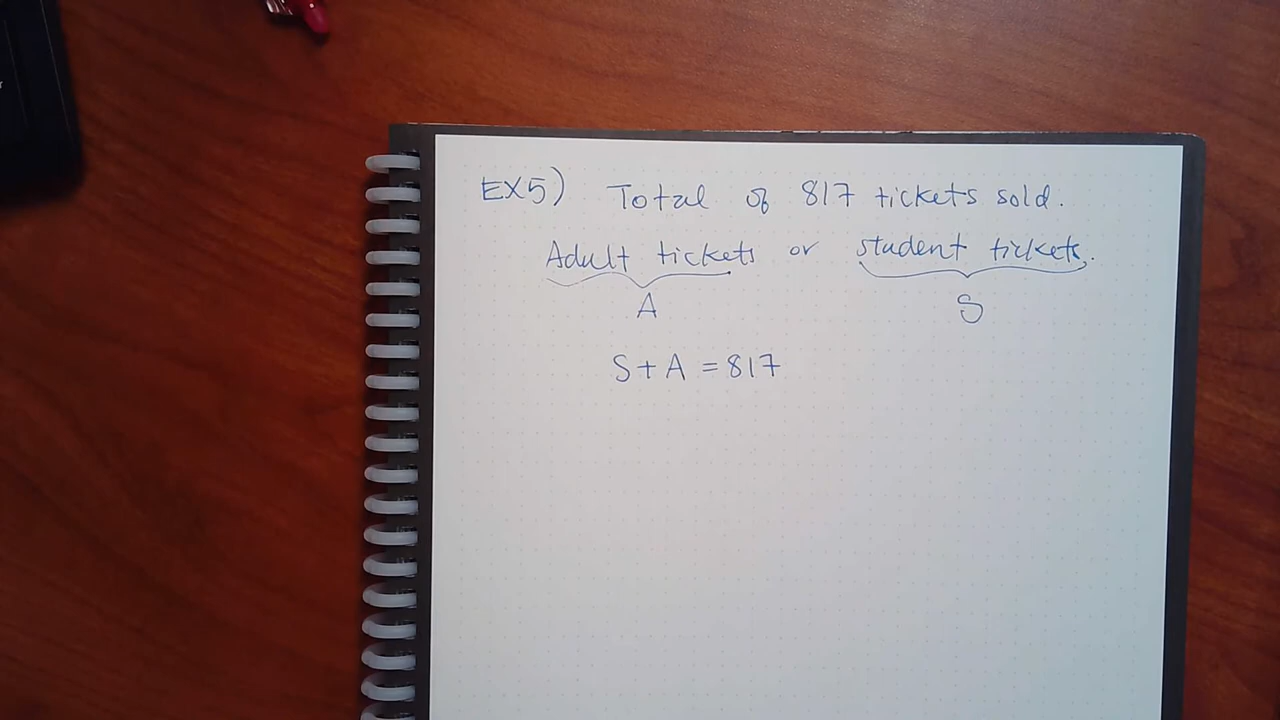 EX5) Total of 817 tickets sold.
Adult tickets or student tickets.
A S
S + A = 817